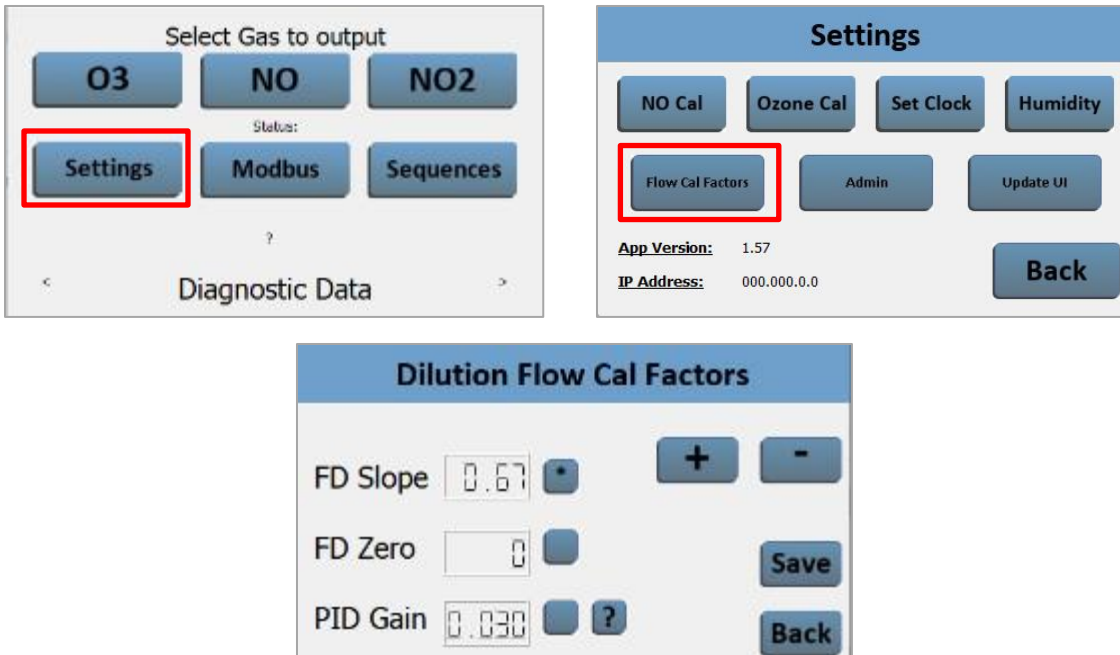 Select Gas to output
O3 NO NO2
Status:
Settings Modbus Sequences
?
< Diagnostic Data >
Settings
NO Cal Ozone Cal Set Clock Humidity
Flow Cal Factors Admin Update UI
App Version: 1.57
IP Address: 000.000.0.0
Back
Dilution Flow Cal Factors
+ -
FD Slope 0.67 *
FD Zero 0
Save
PID Gain 0.030 ?
Back